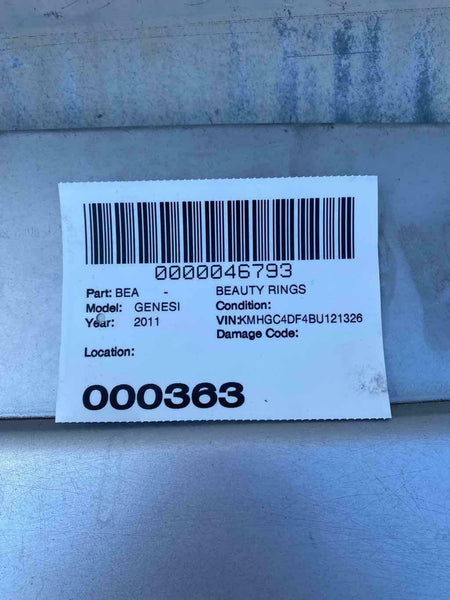 0000046793
Part: BEA - BEAUTY RINGS
Model: GENESI Condition:
Year: 2011 VIN:KMHGC4DF4BU121326
Damage Code:
Location:
000363